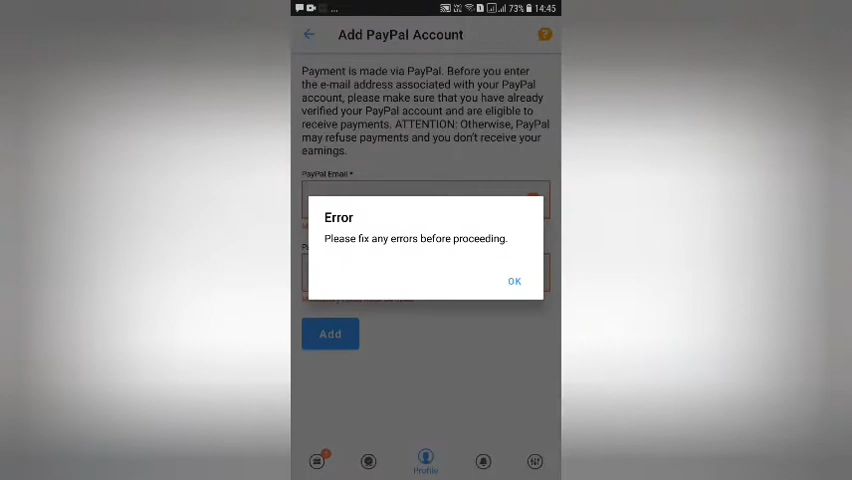 ... 73% 14:45
Add PayPal Account
Payment is made via PayPal. Before you enter
the e-mail address associated with your PayPal
account, please make sure that you have already
verified your PayPal account and are eligible to
receive payments. ATTENTION: Otherwise, PayPal
may refuse payments and you don't receive your
earnings.
PayPal Email *
Error
Please fix any errors before proceeding.
OK
Add
Profile